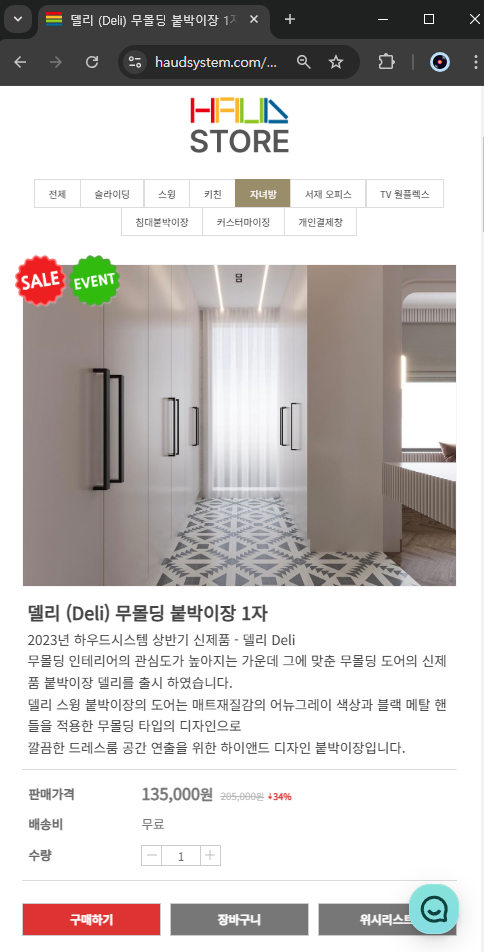 델리 (Deli) 무몰딩 붙박이장 1자
haudsystem.com/...
HAUD
STORE
전체
슬라이딩
스윙
키친
자녀방
서재 오피스
TV 월플렉스
침대붙박이장
커스터마이징
개인결제창
SALE
EVENT
델리 (Deli) 무몰딩 붙박이장 1자
2023년 하우드시스템 상반기 신제품 - 델리 Deli
무몰딩 인테리어의 관심도가 높아지는 가운데 그에 맞춘 무몰딩 도어의 신제
품 붙박이장 델리를 출시 하였습니다.
델리 스윙 붙박이장의 도어는 매트재질감의 어뉴그레이 색상과 블랙 메탈 핸
들을 적용한 무몰딩 타입의 디자인으로
깔끔한 드레스룸 공간 연출을 위한 하이앤드 디자인 붙박이장입니다.
판매가격
135,000원 205,000원 34%
배송비
무료
수량
1
구매하기
장바구니
위시리스트